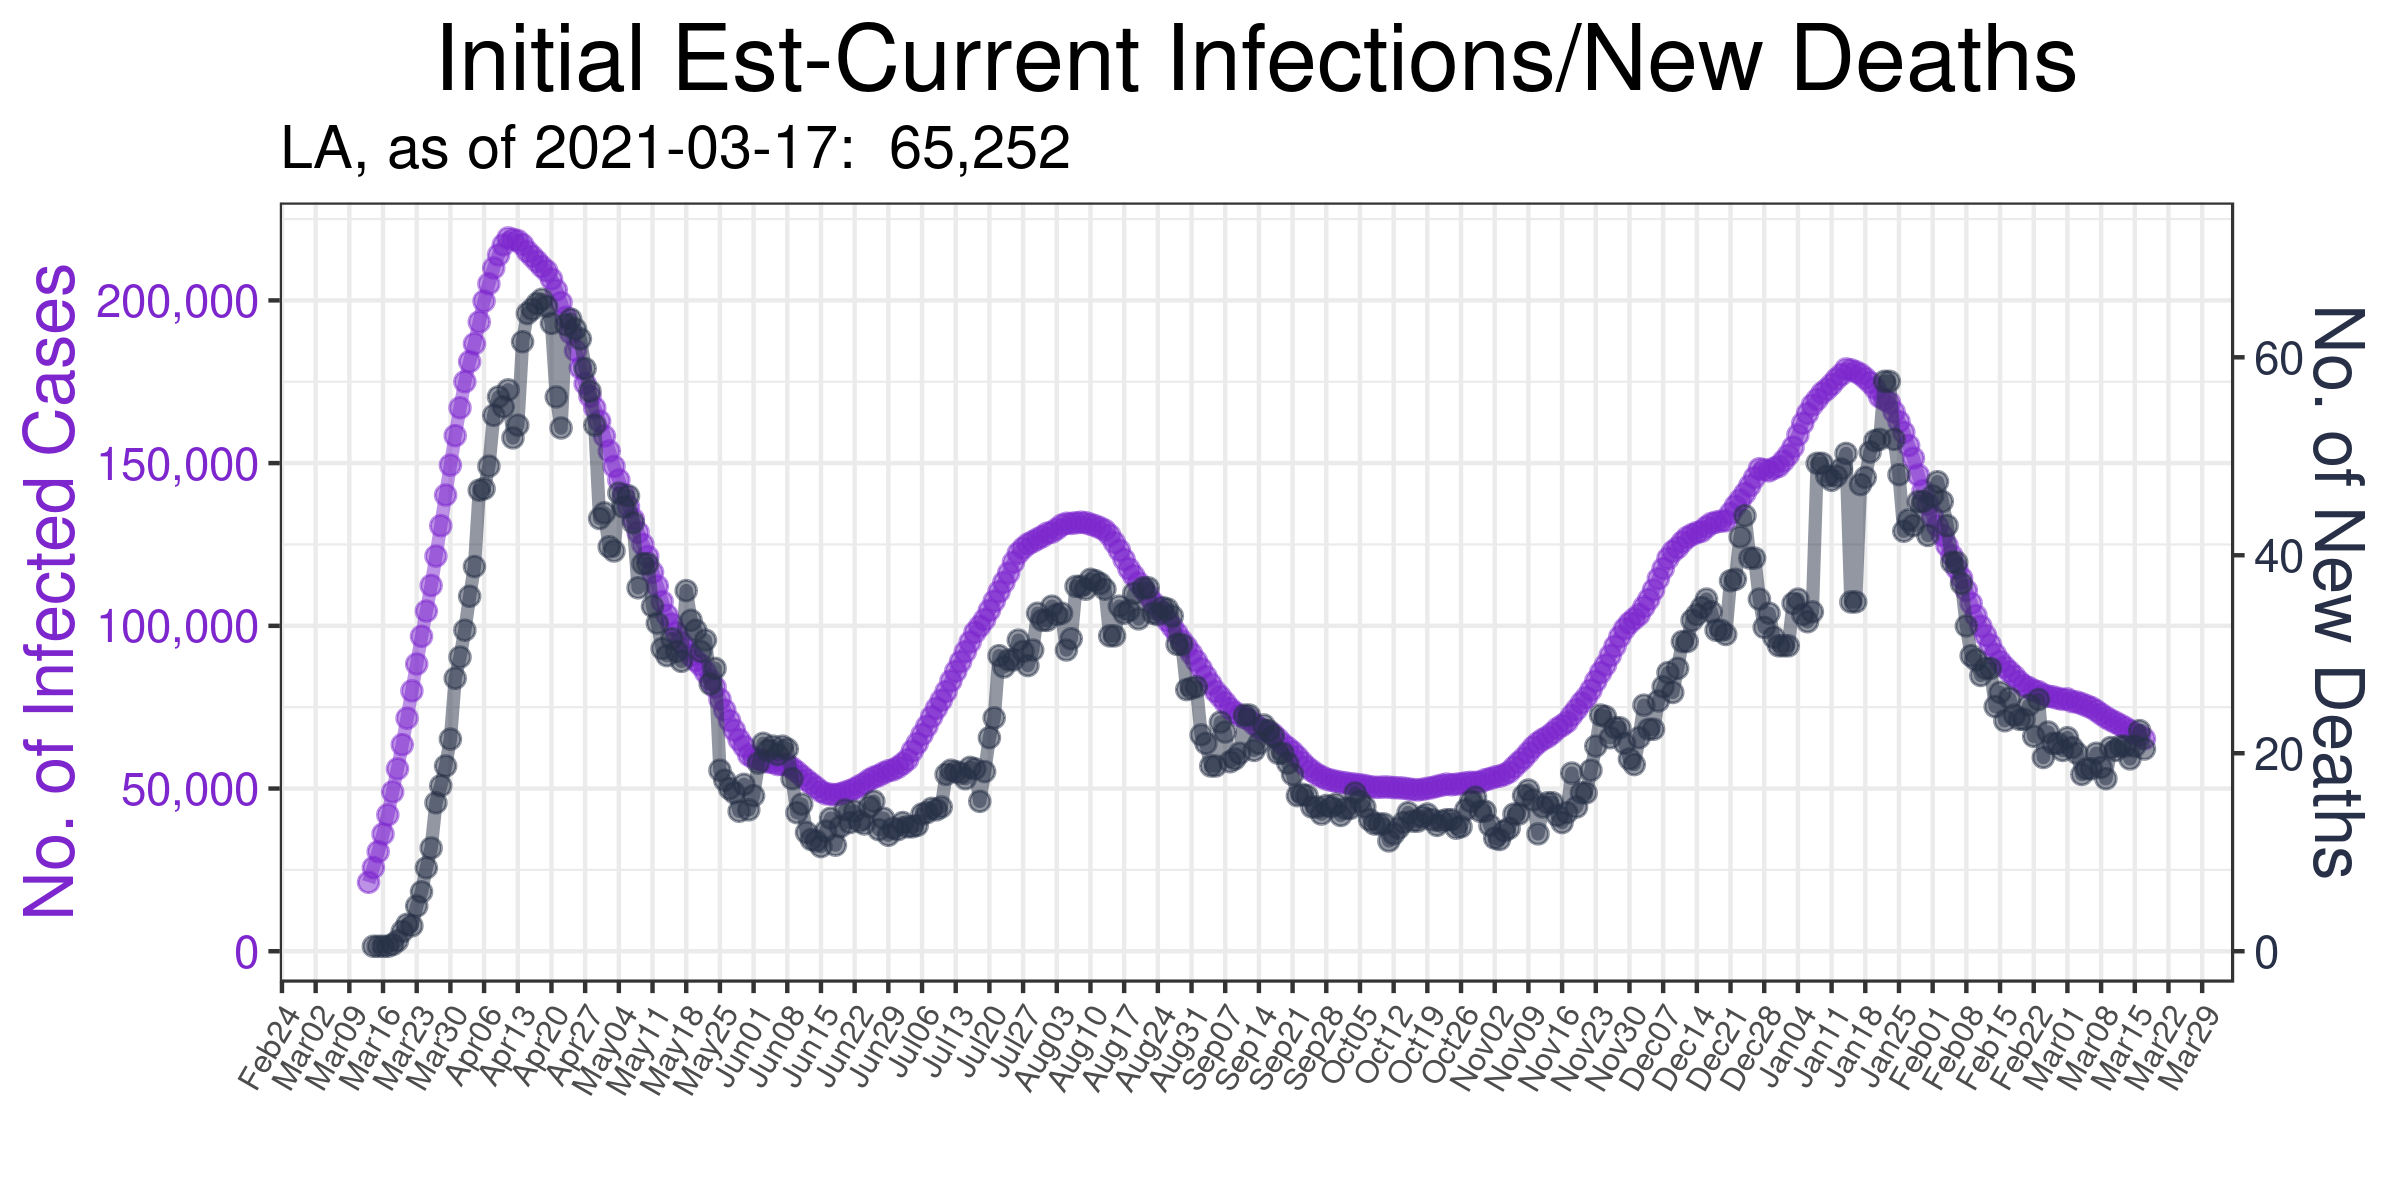 Initial Est-Current Infections/New Deaths
LA, as of 2021-03-17:  65,252
No. of Infected Cases
200,000
150,000
100,000
50,000
0
60
40
20
0
No. of New Deaths
Feb24
Mar02
Mar09
Mar16
Mar23
Mar30
Apr06
Apr13
Apr20
Apr27
May04
May11
May18
May25
Jun01
Jun08
Jun15
Jun22
Jun29
Jul06
Jul13
Jul20
Jul27
Aug03
Aug10
Aug17
Aug24
Aug31
Sep07
Sep14
Sep21
Sep28
Oct05
Oct12
Oct19
Oct26
Nov02
Nov09
Nov16
Nov23
Nov30
Dec07
Dec14
Dec21
Dec28
Jan04
Jan11
Jan18
Jan25
Feb01
Feb08
Feb15
Feb22
Mar01
Mar08
Mar15
Mar22
Mar29